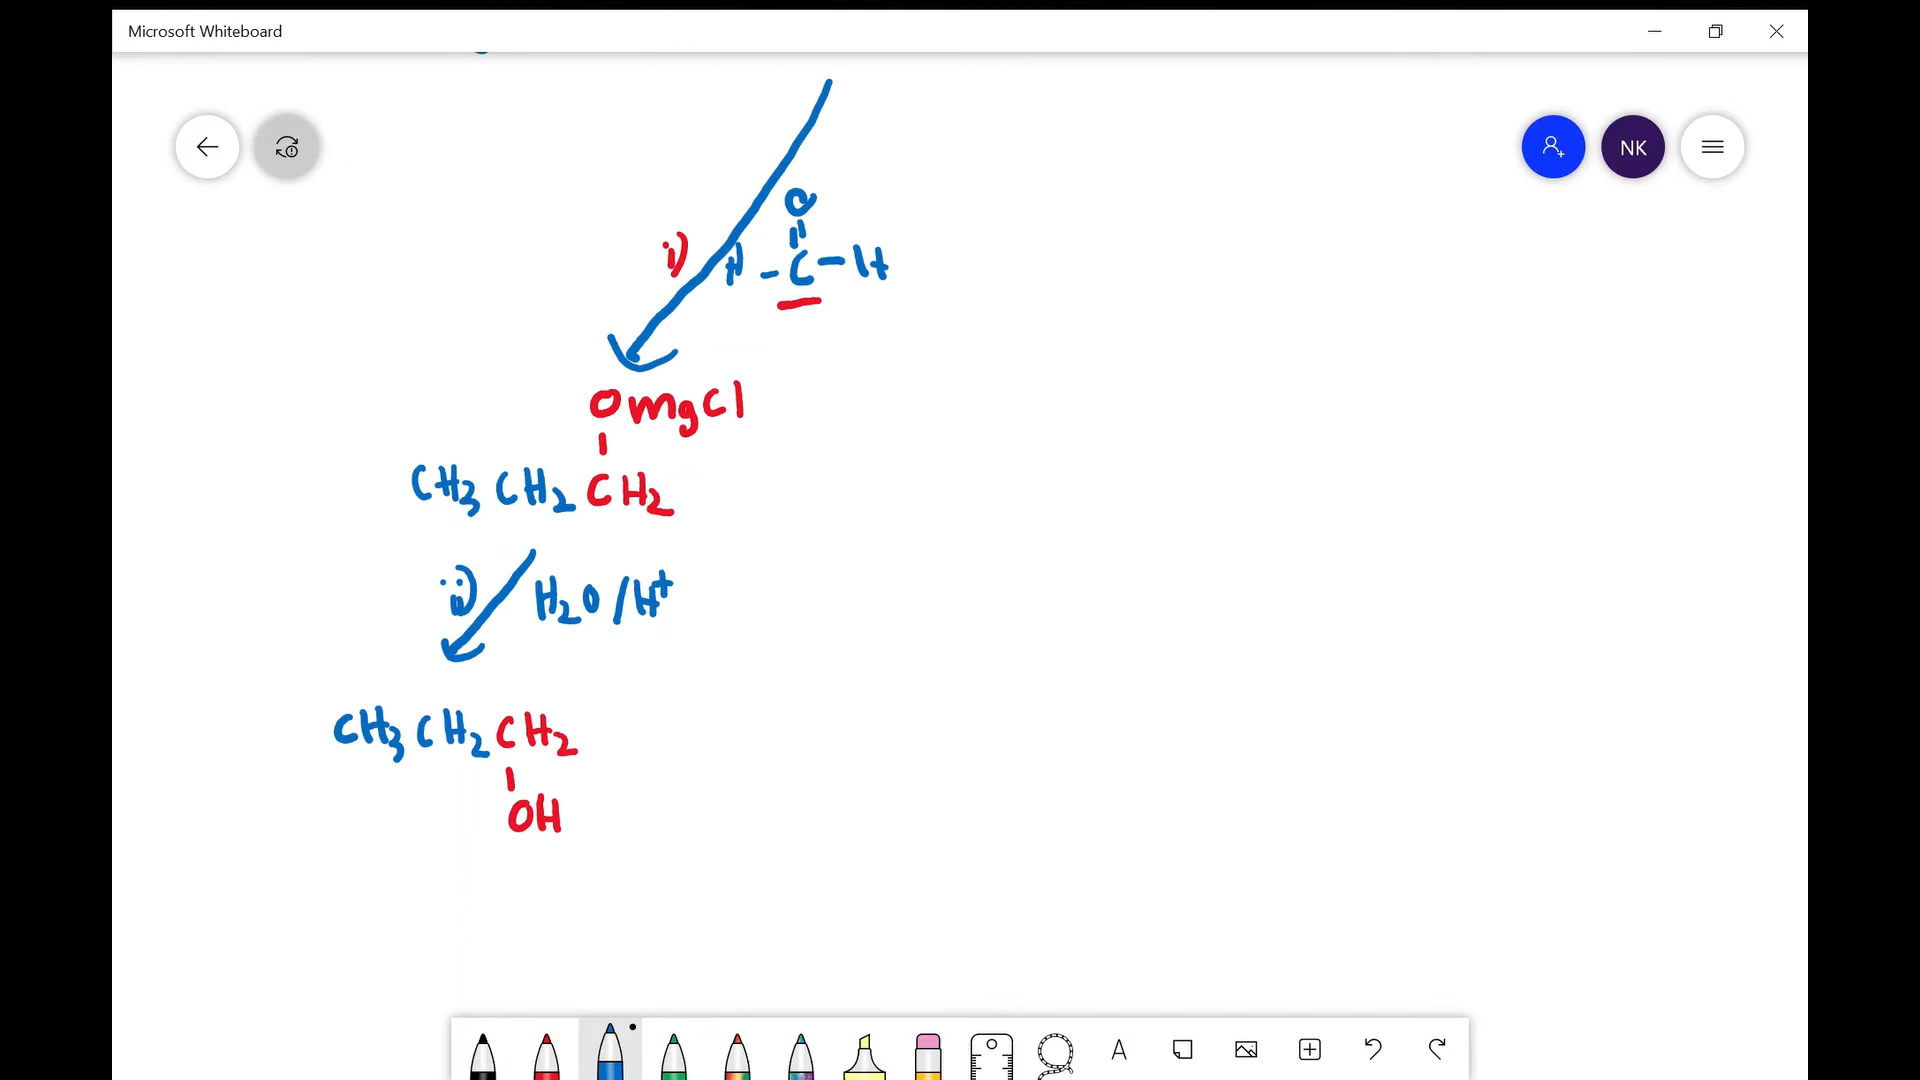 Microsoft Whiteboard
NK
O
||
i) H - C - H
OmgCl
|
CH3 CH2 CH2
ii) H2O / H+
CH3 CH2 CH2
|
OH
A